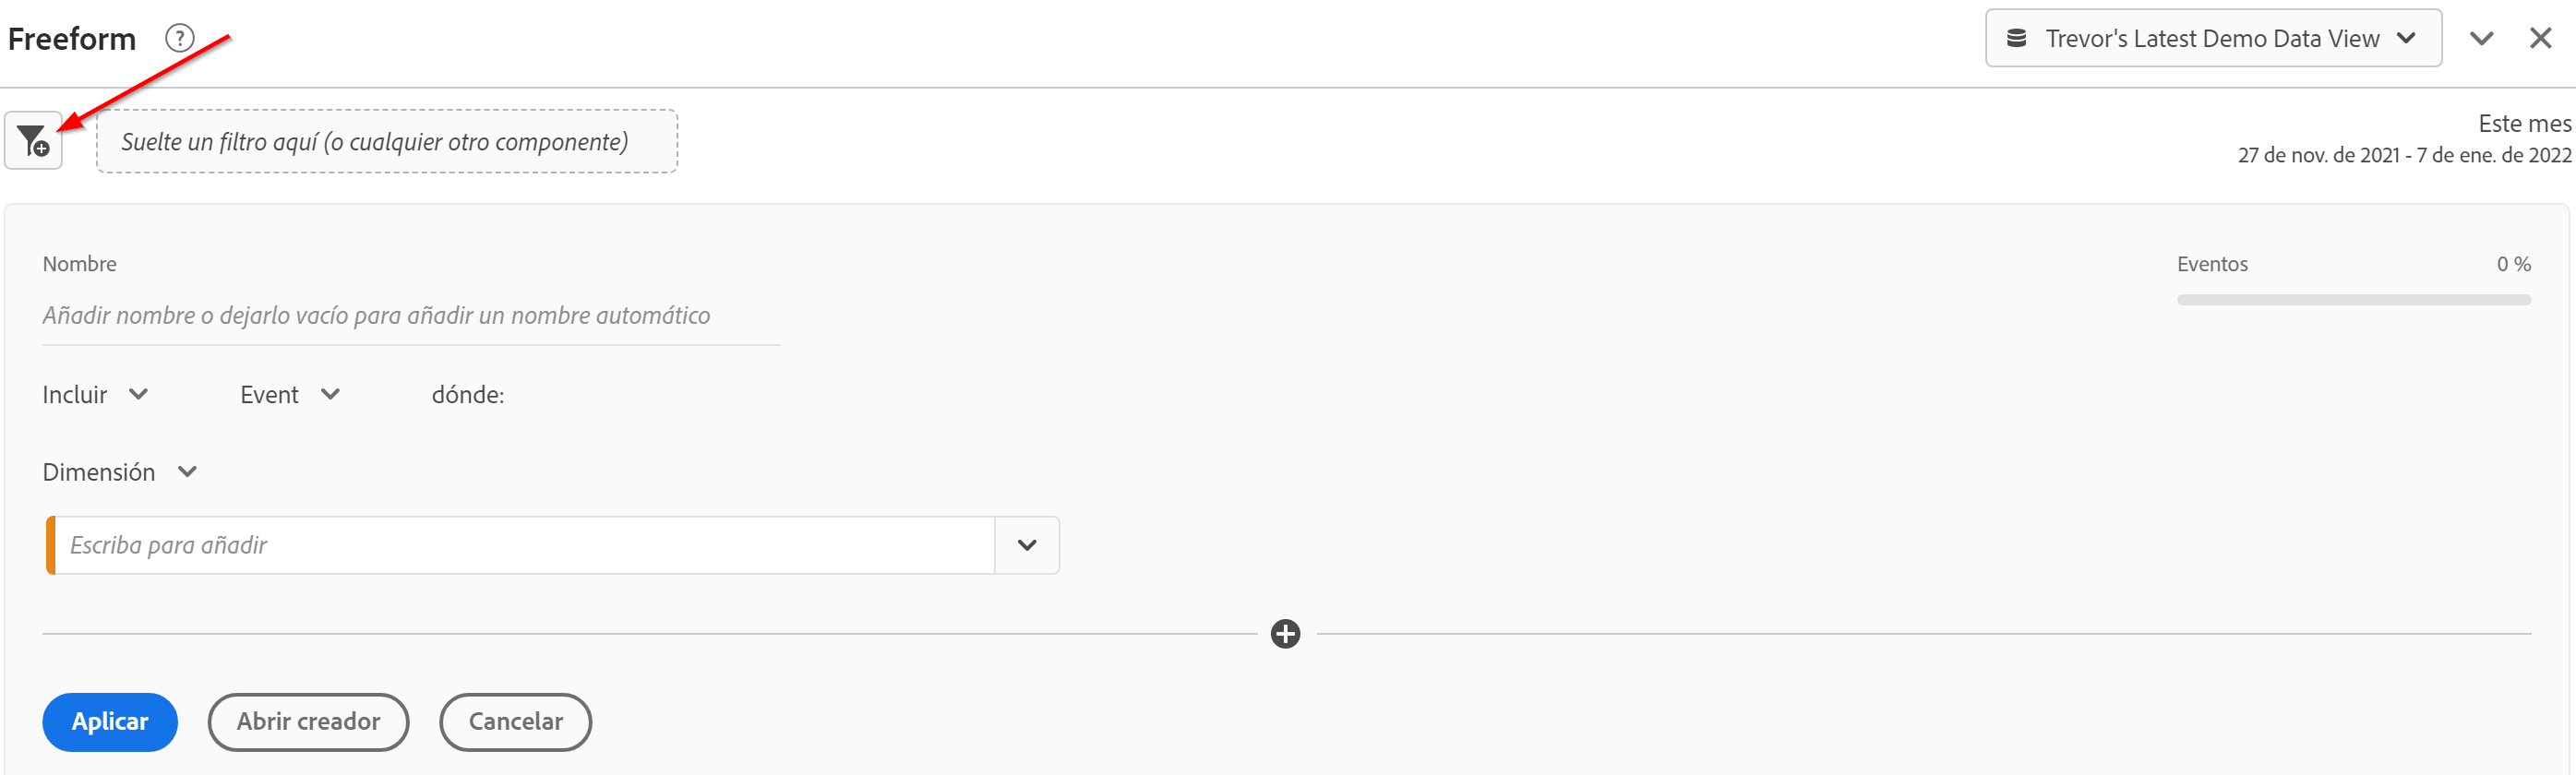 Freeform ?
Trevor's Latest Demo Data View
Suelte un filtro aquí (o cualquier otro componente)
Este mes
27 de nov. de 2021 - 7 de ene. de 2022
Nombre
Eventos 0 %
Añadir nombre o dejarlo vacío para añadir un nombre automático
Incluir Event dónde:
Dimensión
Escriba para añadir
Aplicar Abrir creador Cancelar